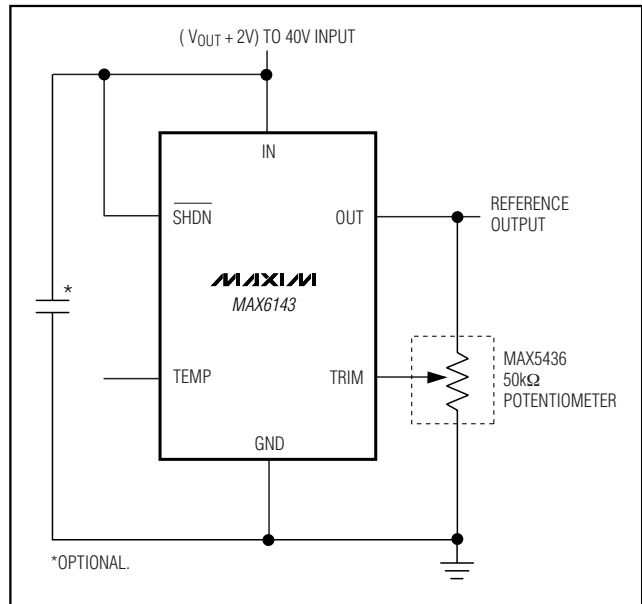 ( VOUT + 2V) TO 40V INPUT
IN
SHDN
OUT
REFERENCE
OUTPUT
MAXIM
MAX6143
*
TEMP
TRIM
MAX5436
50kΩ
POTENTIOMETER
GND
*OPTIONAL.